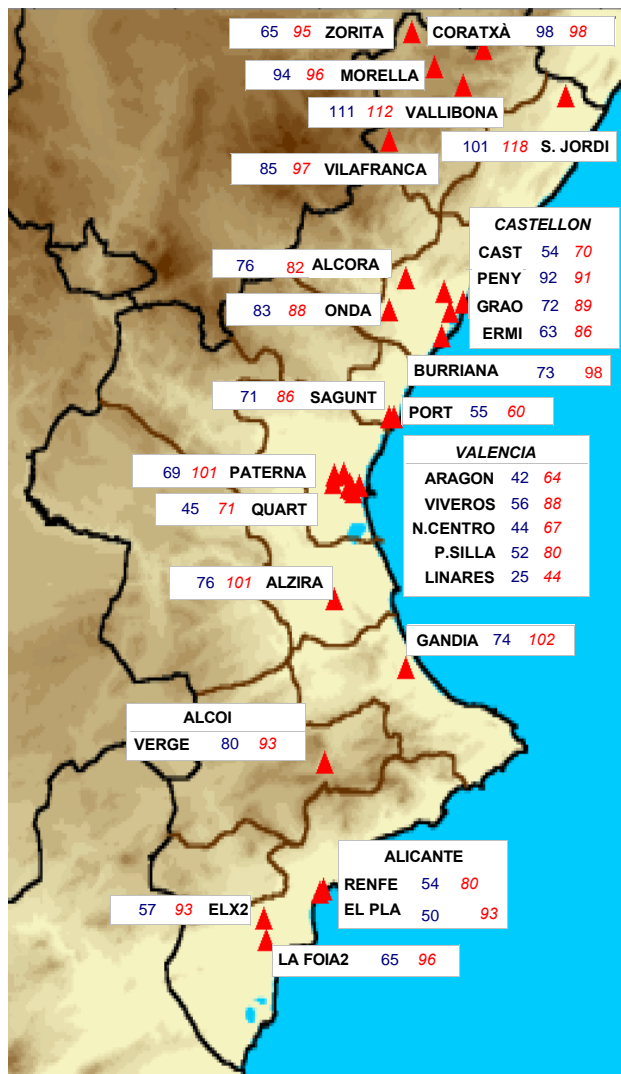 65 95 ZORITA
CORATXÀ 98 98
94 96 MORELLA
111 112 VALLIBONA
101 118 S. JORDI
85 97 VILAFRANCA
CASTELLON
CAST 54 70
PENY 92 91
GRAO 72 89
ERMI 63 86
76 82 ALCORA
83 88 ONDA
BURRIANA 73 98
71 86 SAGUNT
PORT 55 60
VALENCIA
ARAGON 42 64
VIVEROS 56 88
N.CENTRO 44 67
P.SILLA 52 80
LINARES 25 44
69 101 PATERNA
45 71 QUART
76 101 ALZIRA
GANDIA 74 102
ALCOI
VERGE 80 93
ALICANTE
RENFE 54 80
EL PLA 50 93
57 93 ELX2
LA FOIA2 65 96